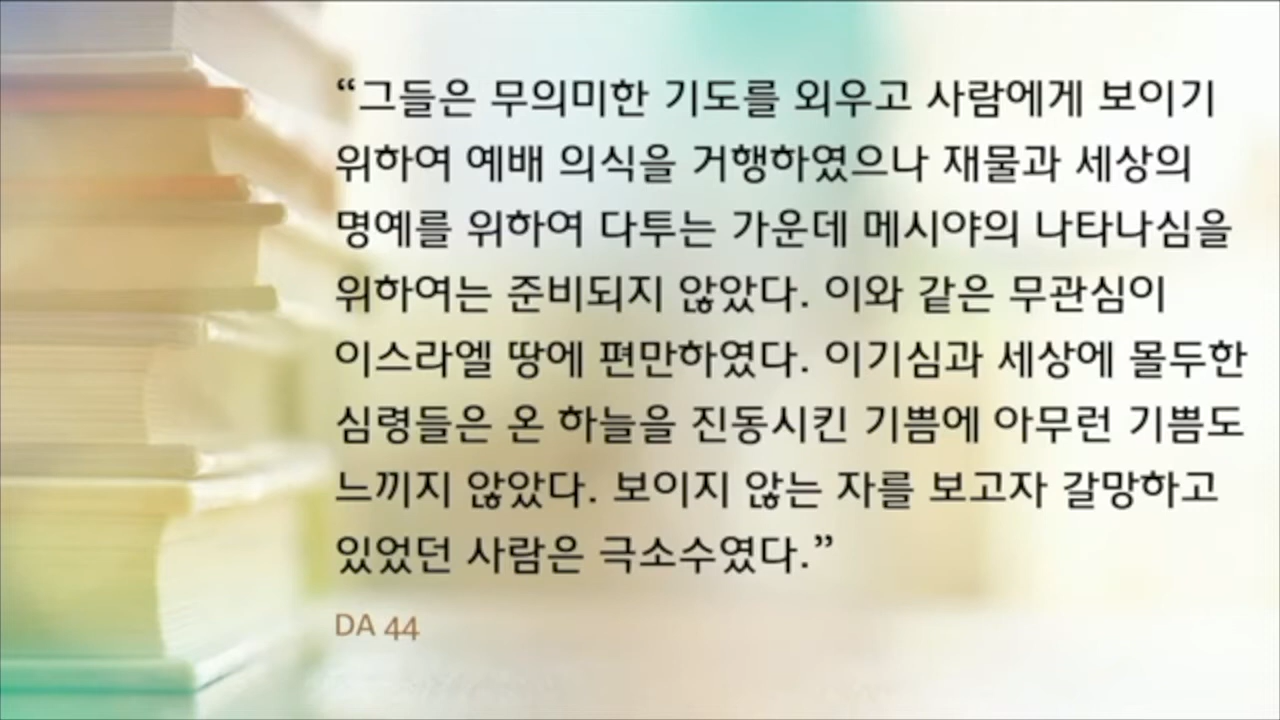 “그들은 무의미한 기도를 외우고 사람에게 보이기
위하여 예배 의식을 거행하였으나 재물과 세상의
명예를 위하여 다투는 가운데 메시야의 나타나심을
위하여는 준비되지 않았다. 이와 같은 무관심이
이스라엘 땅에 편만하였다. 이기심과 세상에 몰두한
심령들은 온 하늘을 진동시킨 기쁨에 아무런 기쁨도
느끼지 않았다. 보이지 않는 자를 보고자 갈망하고
있었던 사람은 극소수였다.”
DA 44